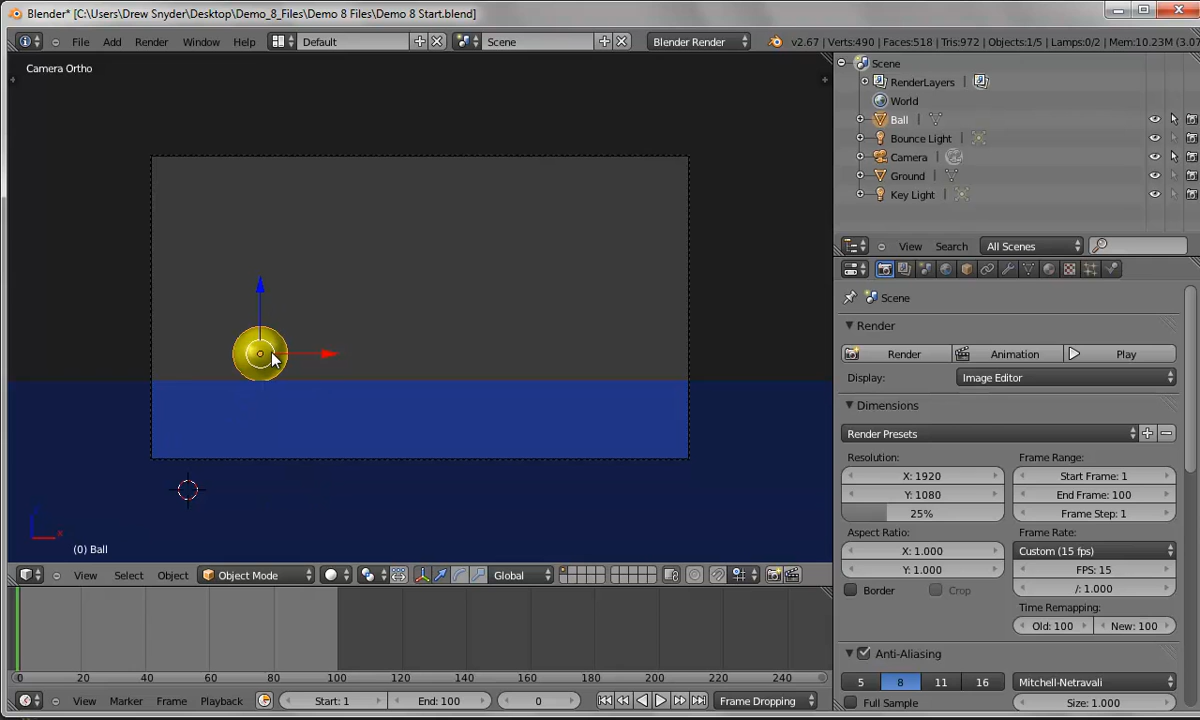 Blender* [C:\Users\Drew Snyder\Desktop\Demo_8_Files\Demo 8 Files\Demo 8 Start.blend]
File Add Render Window Help Default Scene Blender Render v2.67 | Verts:490 | Faces:518 | Tris:972 | Objects:1/5 | Lamps:0/2 | Mem:10.23M (3.07
Camera Ortho
Scene
RenderLayers
World
Ball
Bounce Light
Camera
Ground
Key Light
View Search All Scenes
Scene
Render
Render Animation Play
Display: Image Editor
Dimensions
Render Presets
Resolution: Frame Range:
X: 1920 Start Frame: 1
Y: 1080 End Frame: 100
25% Frame Step: 1
Aspect Ratio: Frame Rate:
X: 1.000 Custom (15 fps)
Y: 1.000 FPS: 15
Border Crop /: 1.000
Time Remapping:
Old: 100 New: 100
Anti-Aliasing
5 8 11 16 Mitchell-Netravali
Full Sample Size: 1.000
x
(0) Ball
View Select Object Object Mode Global
0 20 40 60 80 100 120 140 160 180 200 220 240
View Marker Frame Playback Start: 1 End: 100 0 Frame Dropping